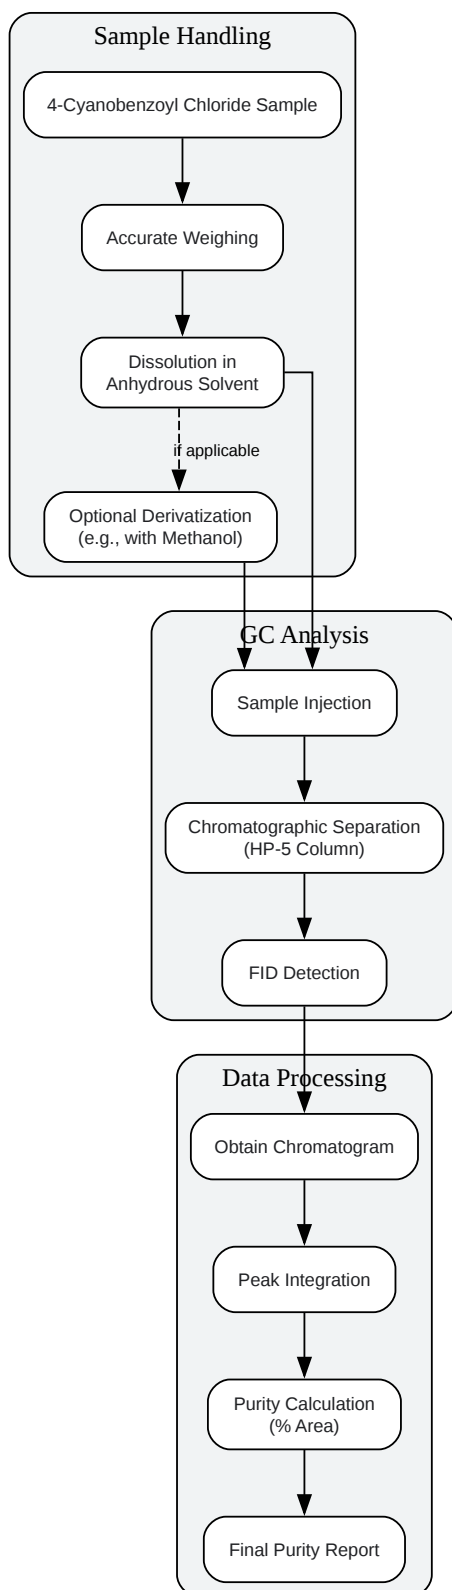 Sample Handling
4-Cyanobenzoyl Chloride Sample
Accurate Weighing
Dissolution in
Anhydrous Solvent
if applicable
Optional Derivatization
(e.g., with Methanol)
GC Analysis
Sample Injection
Chromatographic Separation
(HP-5 Column)
FID Detection
Data Processing
Obtain Chromatogram
Peak Integration
Purity Calculation
(% Area)
Final Purity Report